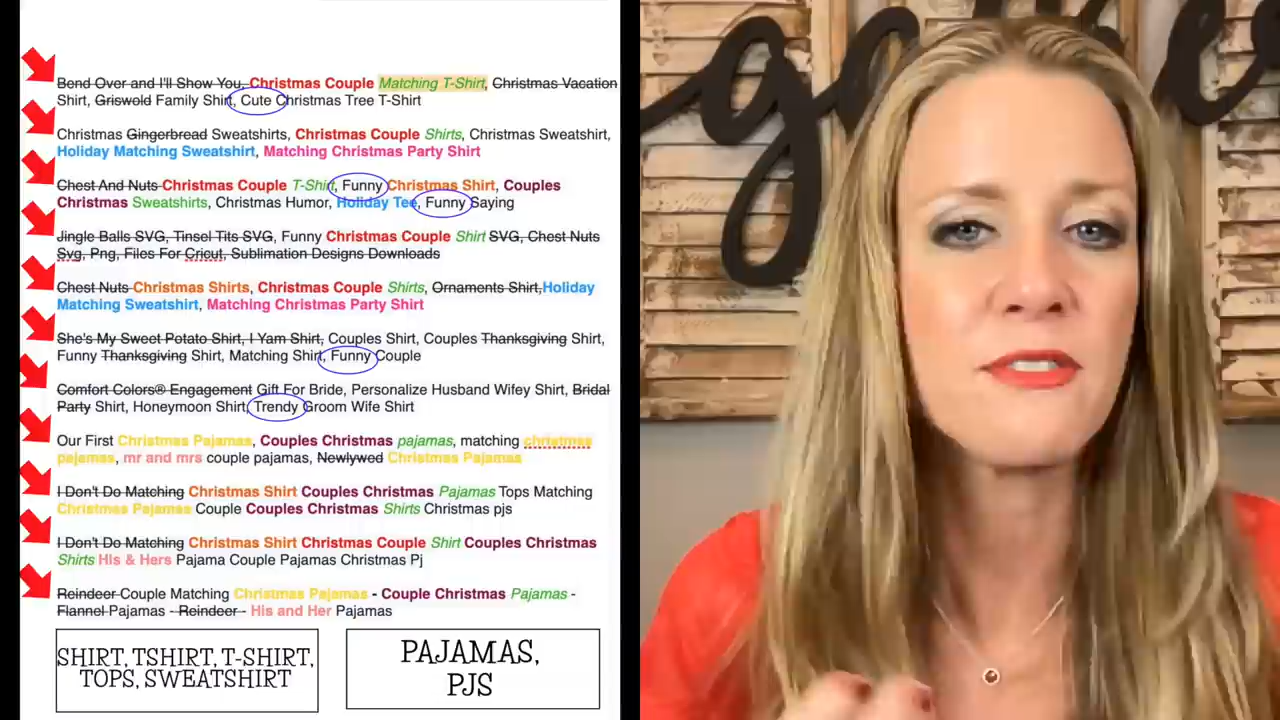 Bend Over and I'll Show You, Christmas Couple Matching T-Shirt, Christmas Vacation
Shirt, Griswold Family Shirt, Cute Christmas Tree T-Shirt
Christmas Gingerbread Sweatshirts, Christmas Couple Shirts, Christmas Sweatshirt,
Holiday Matching Sweatshirt, Matching Christmas Party Shirt
Chest And Nuts Christmas Couple T-Shirt, Funny Christmas Shirt, Couples
Christmas Sweatshirts, Christmas Humor, Holiday Tee, Funny Saying
Jingle Balls SVG, Tinsel Tits SVG, Funny Christmas Couple Shirt SVG, Chest Nuts
Svg, Png, Files For Cricut, Sublimation Designs Downloads
Chest Nuts Christmas Shirts, Christmas Couple Shirts, Ornaments Shirt,Holiday
Matching Sweatshirt, Matching Christmas Party Shirt
She's My Sweet Potato Shirt, I Yam Shirt, Couples Shirt, Couples Thanksgiving Shirt,
Funny Thanksgiving Shirt, Matching Shirt, Funny Couple
Comfort Colors® Engagement Gift For Bride, Personalize Husband Wifey Shirt, Bridal
Party Shirt, Honeymoon Shirt, Trendy Groom Wife Shirt
Our First Christmas Pajamas, Couples Christmas pajamas, matching christmas
pajamas, mr and mrs couple pajamas, Newlywed Christmas Pajamas
I Don't Do Matching Christmas Shirt Couples Christmas Pajamas Tops Matching
Christmas Pajamas Couple Couples Christmas Shirts Christmas pjs
I Don't Do Matching Christmas Shirt Christmas Couple Shirt Couples Christmas
Shirts His & Hers Pajama Couple Pajamas Christmas Pj
Reindeer Couple Matching Christmas Pajamas - Couple Christmas Pajamas -
Flannel Pajamas - Reindeer - His and Her Pajamas
SHIRT, TSHIRT, T-SHIRT,
TOPS, SWEATSHIRT
PAJAMAS,
PJS